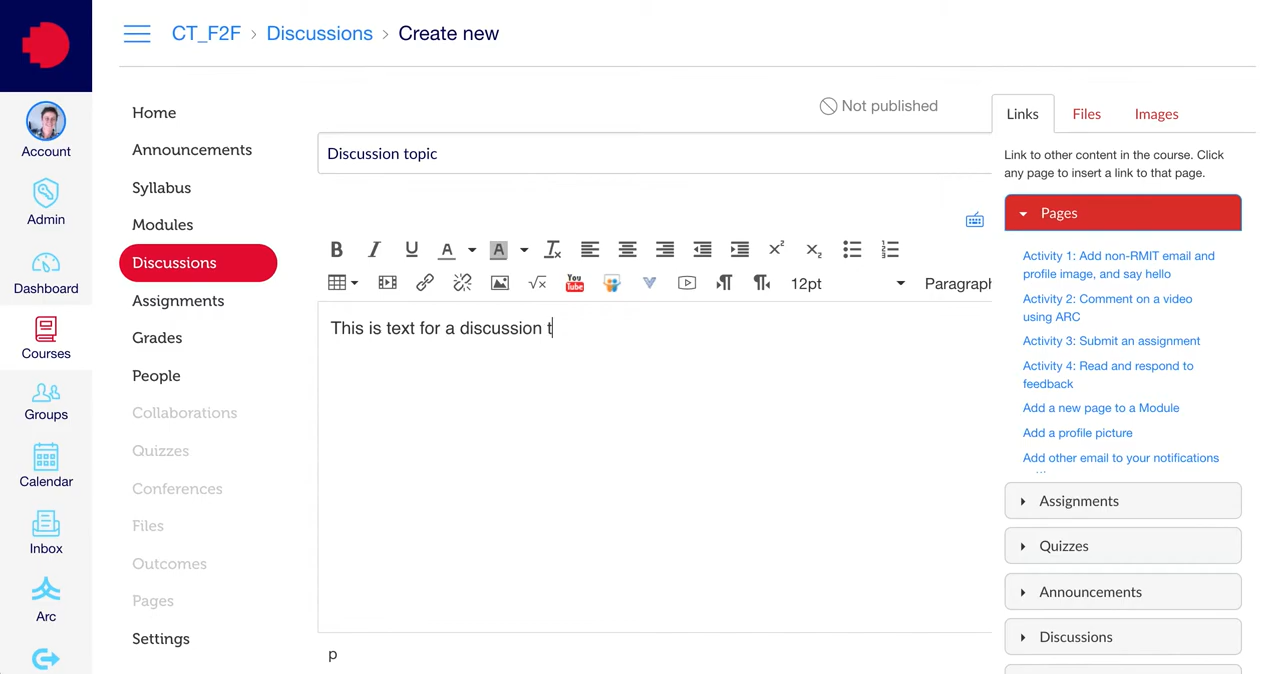 CT_F2F › Discussions › Create new
Account
Admin
Dashboard
Courses
Groups
Calendar
Inbox
Arc
Home
Announcements
Syllabus
Modules
Discussions
Assignments
Grades
People
Collaborations
Quizzes
Conferences
Files
Outcomes
Pages
Settings
Not published
Discussion topic
B I U A A Tx x² x₂
√x You Tube V 12pt Paragraph
This is text for a discussion t
p
Links Files Images
Link to other content in the course. Click
any page to insert a link to that page.
Pages
Activity 1: Add non-RMIT email and
profile image, and say hello
Activity 2: Comment on a video
using ARC
Activity 3: Submit an assignment
Activity 4: Read and respond to
feedback
Add a new page to a Module
Add a profile picture
Add other email to your notifications
Assignments
Quizzes
Announcements
Discussions